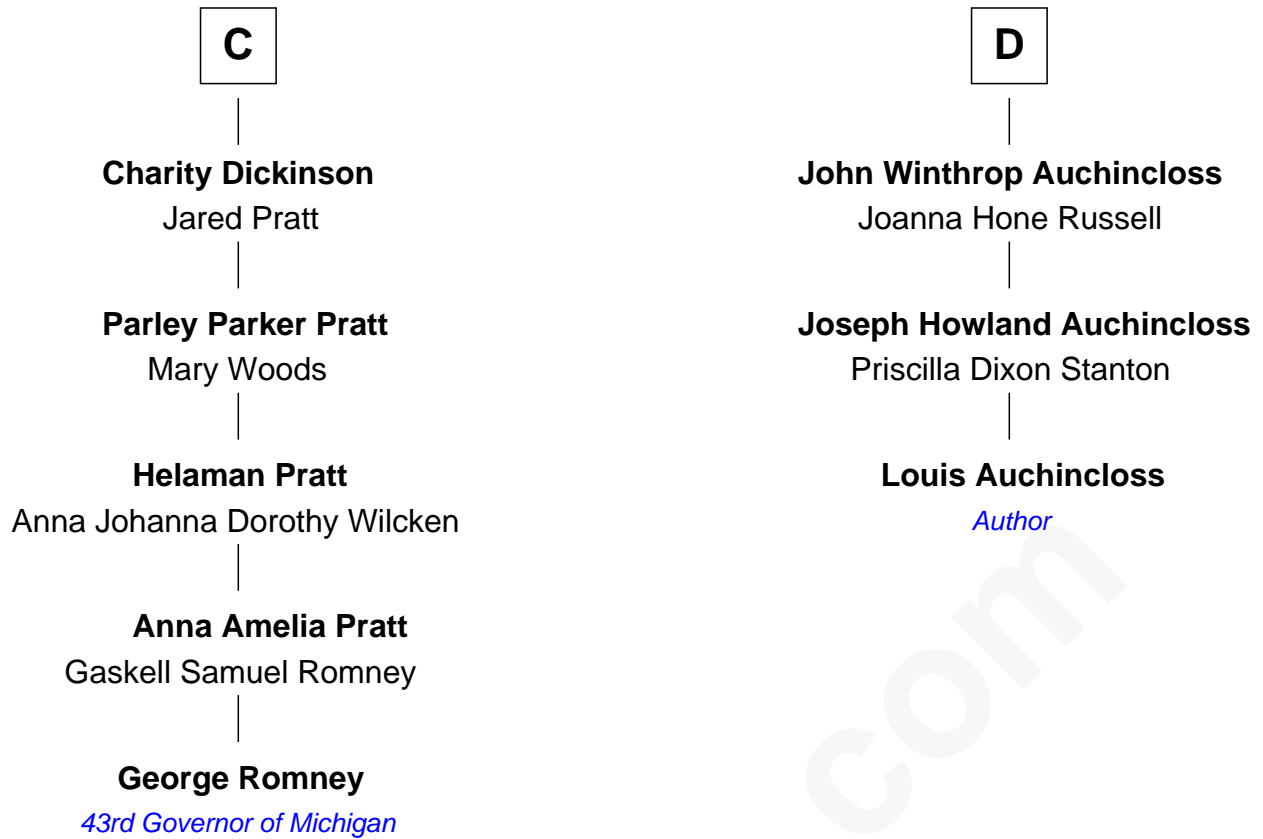 C
Charity Dickinson
Jared Pratt
Parley Parker Pratt
Mary Woods
Helaman Pratt
Anna Johanna Dorothy Wilcken
Anna Amelia Pratt
Gaskell Samuel Romney
George Romney
43rd Governor of Michigan
D
John Winthrop Auchincloss
Joanna Hone Russell
Joseph Howland Auchincloss
Priscilla Dixon Stanton
Louis Auchincloss
Author
com